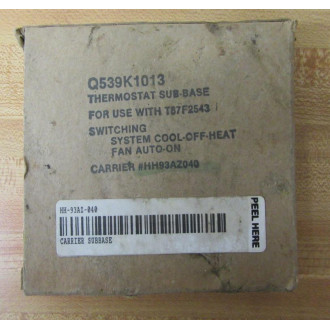 Q539K1013
THERMOSTAT SUB-BASE
FOR USE WITH T87F2543
SWITCHING
SYSTEM COOL-OFF-HEAT
FAN AUTO-ON
CARRIER #HH93AZ040
HH-93AZ-040
CARRIER SUBBASE
PEEL HERE